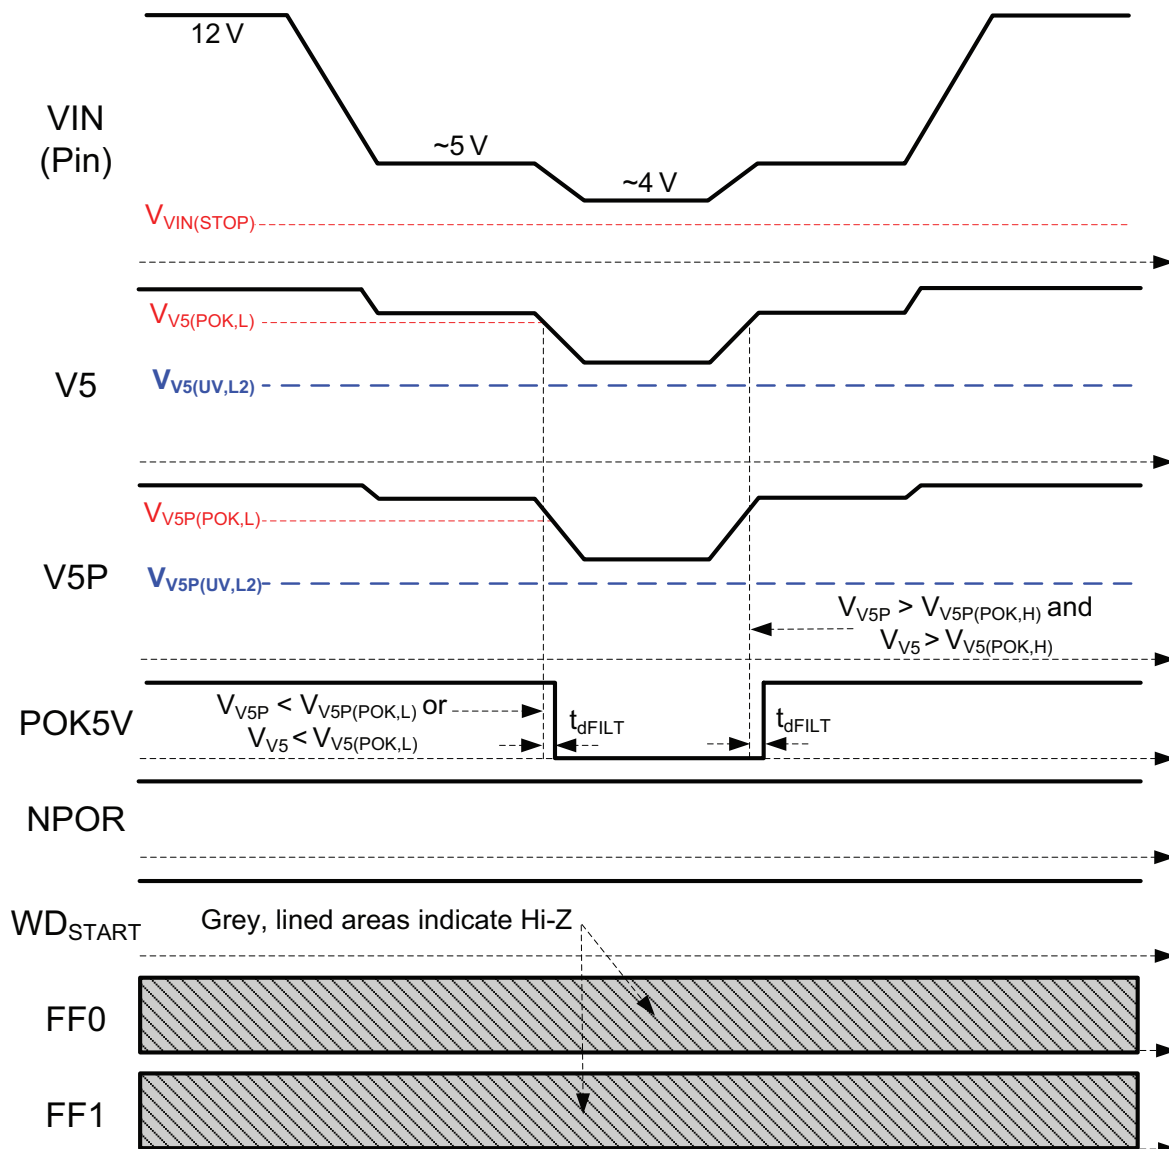 12 V
VIN
(Pin)
~5 V
~4 V
VVIN(STOP)
VV5(POK,L)
V5
VV5(UV,L2)
VV5P(POK,L)
V5P
VV5P(UV,L2)
VV5P > VV5P(POK,H) and
VV5 > VV5(POK,H)
POK5V
VV5P < VV5P(POK,L) or
VV5 < VV5(POK,L)
tdFILT
tdFILT
NPOR
WDSTART
Grey, lined areas indicate Hi-Z
FF0
FF1